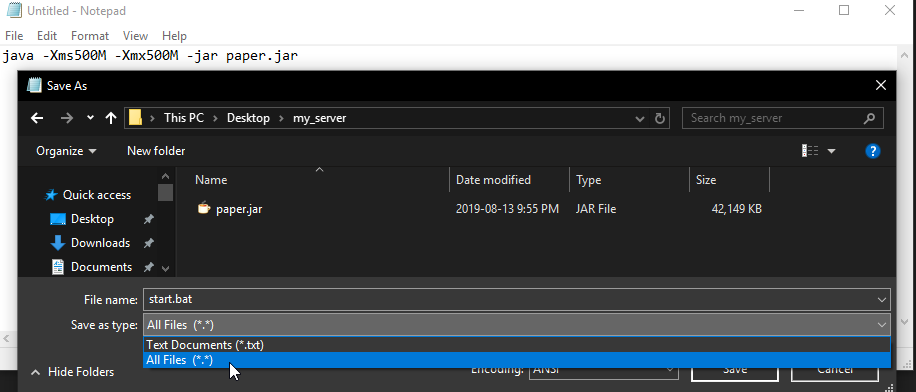 Untitled - Notepad
File Edit Format View Help
java -Xms500M -Xmx500M -jar paper.jar
Save As
This PC Desktop my_server
Search my_server
Organize New folder
Name Date modified Type Size
Quick access
paper.jar 2019-08-13 9:55 PM JAR File 42,149 KB
Desktop
Downloads
Documents
File name: start.bat
Save as type: All Files (*.*)
Text Documents (*.txt)
All Files (*.*)
Hide Folders
Encoding: ANSI Save Cancel